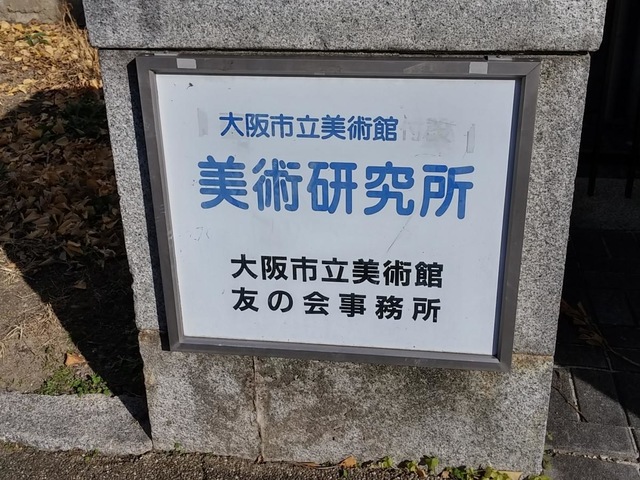 大阪市立美術館
美術研究所
大阪市立美術館
友の会事務所